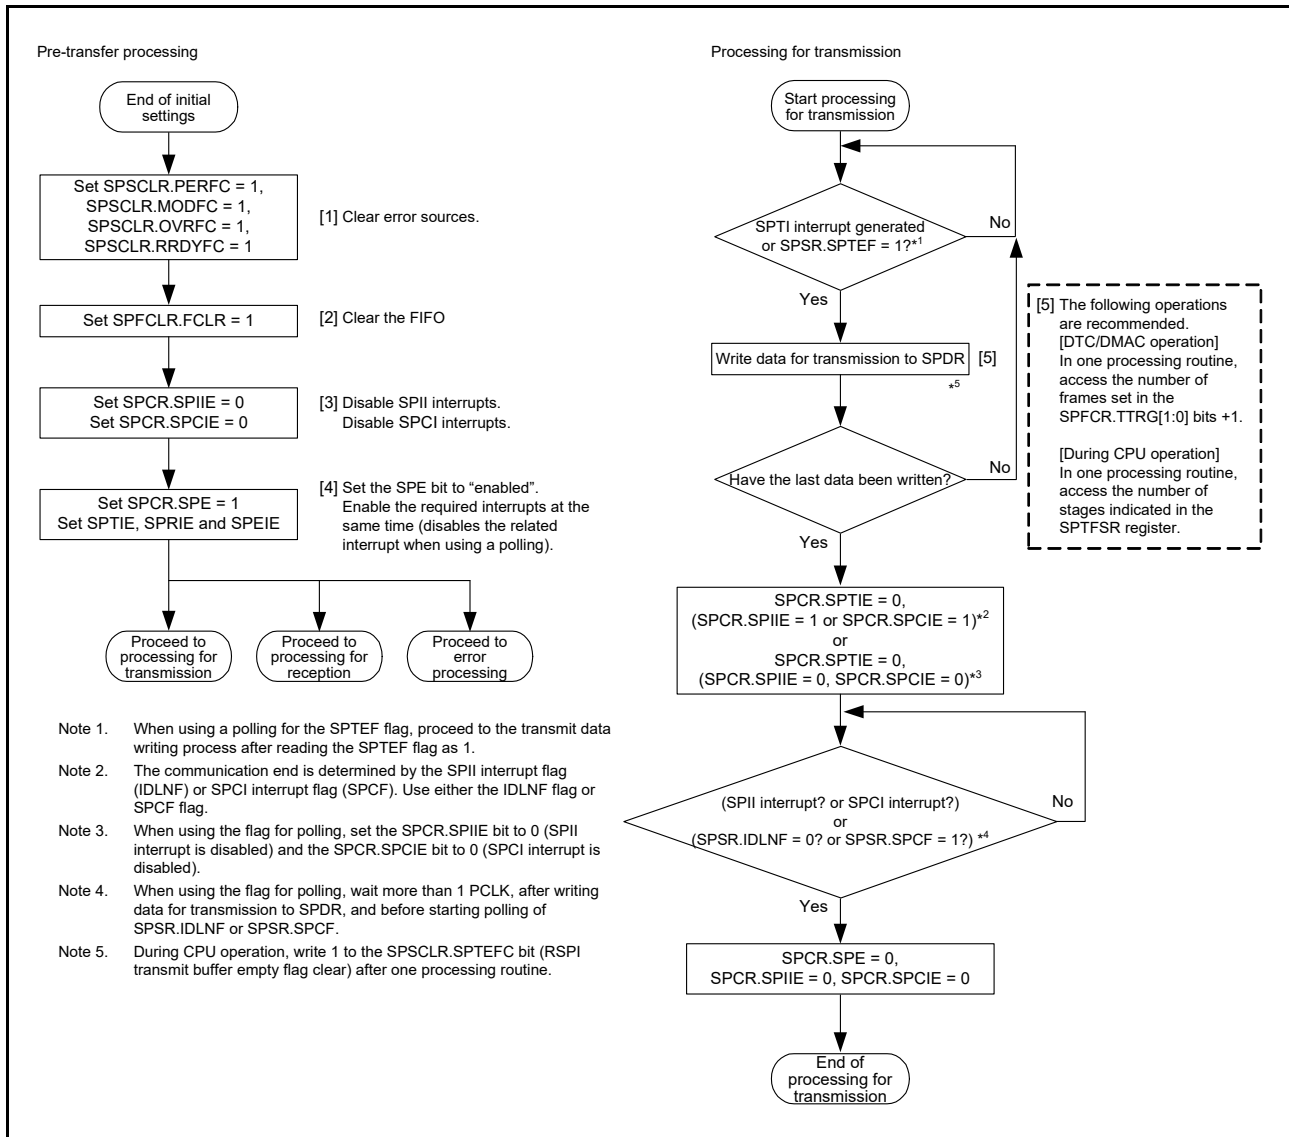 Pre-transfer processing
End of initial
settings
Set SPSCLR.PERFC = 1,
SPSCLR.MODFC = 1,
SPSCLR.OVRFC = 1,
SPSCLR.RRDYFC = 1
[1] Clear error sources.
Set SPFCLR.FCLR = 1
[2] Clear the FIFO
Set SPCR.SPIIE = 0
Set SPCR.SPCIE = 0
[3] Disable SPII interrupts.
Disable SPCI interrupts.
Set SPCR.SPE = 1
Set SPTIE, SPRIE and SPEIE
[4] Set the SPE bit to “enabled”.
Enable the required interrupts at the
same time (disables the related
interrupt when using a polling).
Proceed to
processing for
transmission
Proceed to
processing for
reception
Proceed to
error
processing
Note 1. When using a polling for the SPTEF flag, proceed to the transmit data
writing process after reading the SPTEF flag as 1.
Note 2. The communication end is determined by the SPII interrupt flag
(IDLNF) or SPCI interrupt flag (SPCF). Use either the IDLNF flag or
SPCF flag.
Note 3. When using the flag for polling, set the SPCR.SPIIE bit to 0 (SPII
interrupt is disabled) and the SPCR.SPCIE bit to 0 (SPCI interrupt is
disabled).
Note 4. When using the flag for polling, wait more than 1 PCLK, after writing
data for transmission to SPDR, and before starting polling of
SPSR.IDLNF or SPSR.SPCF.
Note 5. During CPU operation, write 1 to the SPSCLR.SPTEFC bit (RSPI
transmit buffer empty flag clear) after one processing routine.
Processing for transmission
Start processing
for transmission
SPTI interrupt generated
or SPSR.SPTEF = 1?*1
No
Yes
Write data for transmission to SPDR
[5]
*5
Have the last data been written?
No
Yes
SPCR.SPTIE = 0,
(SPCR.SPIIE = 1 or SPCR.SPCIE = 1)*2
or
SPCR.SPTIE = 0,
(SPCR.SPIIE = 0, SPCR.SPCIE = 0)*3
(SPII interrupt? or SPCI interrupt?)
or
(SPSR.IDLNF = 0? or SPSR.SPCF = 1?) *4
No
Yes
SPCR.SPE = 0,
SPCR.SPIIE = 0, SPCR.SPCIE = 0
End of
processing for
transmission
[5] The following operations
are recommended.
[DTC/DMAC operation]
In one processing routine,
access the number of
frames set in the
SPFCR.TTRG[1:0] bits +1.
[During CPU operation]
In one processing routine,
access the number of
stages indicated in the
SPTFSR register.